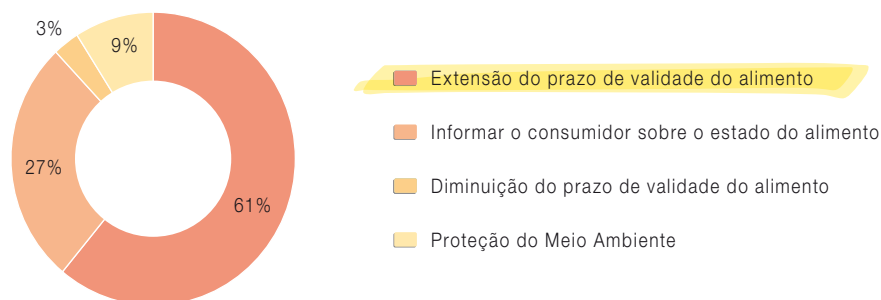 3%
9%
27%
61%
Extensão do prazo de validade do alimento
Informar o consumidor sobre o estado do alimento
Diminuição do prazo de validade do alimento
Proteção do Meio Ambiente